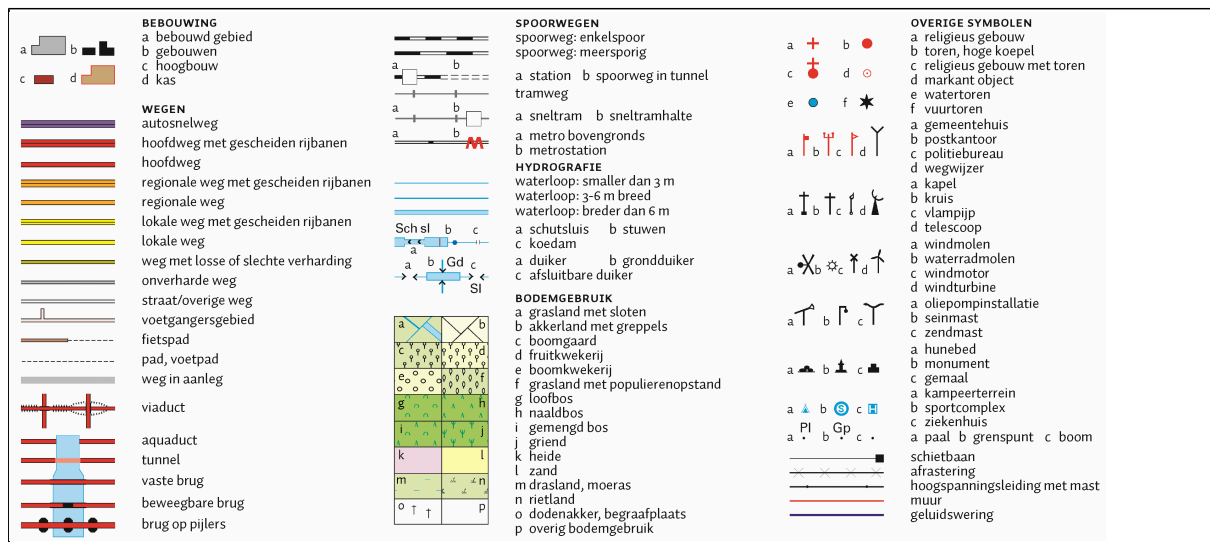 BEBOUWING
a bebouwd gebied
b gebouwen
c hoogbouw
d kas
a b
c d
WEGEN
autosnelweg
hoofdweg met gescheiden rijbanen
hoofdweg
regionale weg met gescheiden rijbanen
regionale weg
lokale weg met gescheiden rijbanen
lokale weg
weg met losse of slechte verharding
onverharde weg
straat/overige weg
voetgangersgebied
fietspad
pad, voetpad
weg in aanleg
viaduct
aquaduct
tunnel
vaste brug
beweegbare brug
brug op pijlers
SPOORWEGEN
spoorweg: enkelspoor
spoorweg: meersporig
a b
a station b spoorweg in tunnel
tramweg
a b
a sneltram b sneltramhalte
a b
a metro bovengronds
b metrostation
HYDROGRAFIE
waterloop: smaller dan 3 m
waterloop: 3-6 m breed
waterloop: breder dan 6 m
Sch sl b c
a
a schutsluis b stuwen
c koedam
a b Gd c
Sl
a duiker b grondduiker
c afsluitbare duiker
BODEMGEBRUIK
a b
c d
e f
g h
i j
k l
m n
o p
a grasland met sloten
b akkerland met greppels
c boomgaard
d fruitkwekerij
e boomkwekerij
f grasland met populierenopstand
g loofbos
h naaldbos
i gemengd bos
j griend
k heide
l zand
m drasland, moeras
n rietland
o dodenakker, begraafplaats
p overig bodemgebruik
OVERIGE SYMBOLEN
a b
c d
e f
a religieus gebouw
b toren, hoge koepel
c religieus gebouw met toren
d markant object
e watertoren
f vuurtoren
a b c d
a gemeentehuis
b postkantoor
c politiebureau
d wegwijzer
a b c d
a kapel
b kruis
c vlampijp
d telescoop
a b c d
a windmolen
b waterradmolen
c windmotor
d windturbine
a b c
a oliepompinstallatie
b seinmast
c zendmast
a b c
a hunebed
b monument
c gemaal
a b S c H
a kampeerterrein
b sportcomplex
c ziekenhuis
Pl Gp
a b c
a paal b grenspunt c boom
schietbaan
afrastering
hoogspanningsleiding met mast
muur
geluidswering